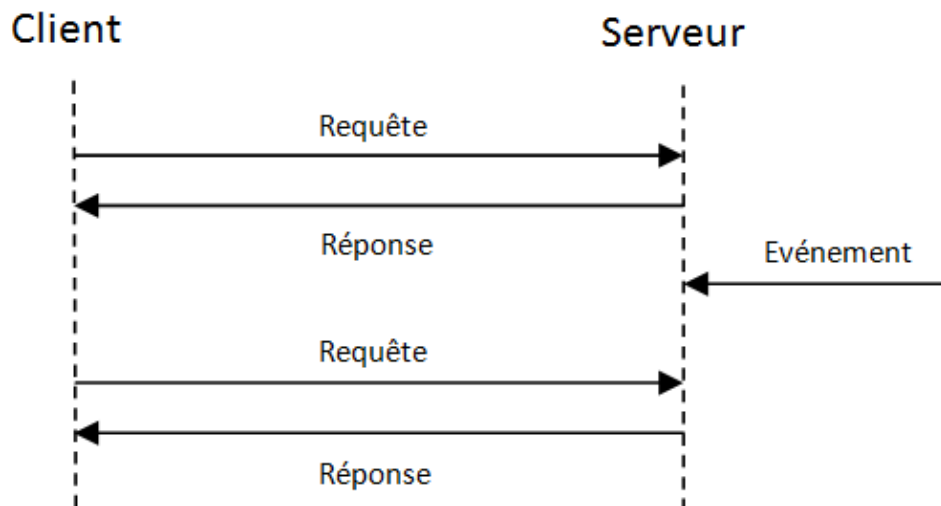 Client
Serveur
Requête
Réponse
Evénement
Requête
Réponse